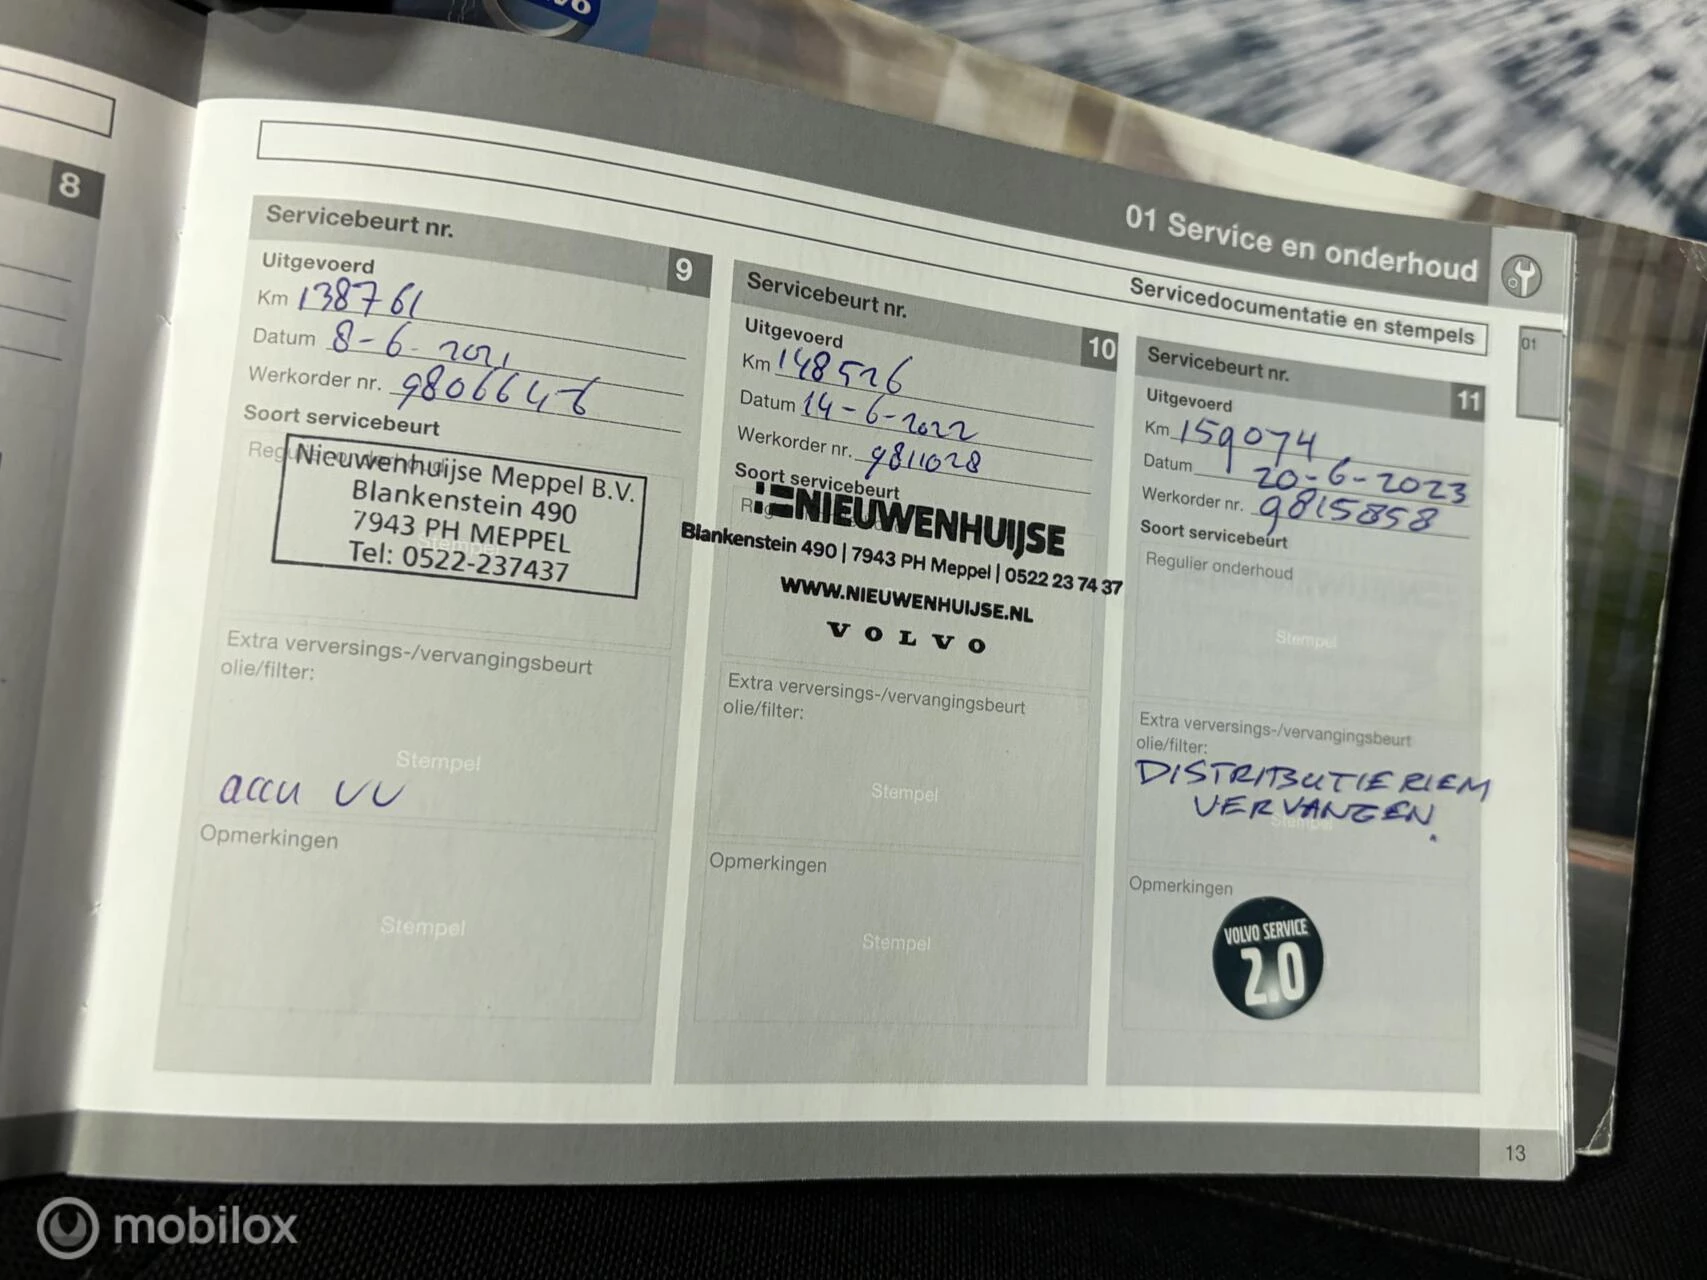 VO
8
01 Service en onderhoud
Servicedocumentatie en stempels
01
Servicebeurt nr.
9
Uitgevoerd
Km 138761
Datum 8-6-2021
Werkorder nr. 9806646
Soort servicebeurt
Nieuwenhuijse Meppel B.V.
Blankenstein 490
7943 PH MEPPEL
Tel: 0522-237437
Extra verversings-/vervangingsbeurt
olie/filter:
Stempel
accu VV
Opmerkingen
Stempel
Servicebeurt nr.
10
Uitgevoerd
Km 148526
Datum 14-6-2022
Werkorder nr. 9811028
Soort servicebeurt
NIEUWENHUIJSE
Blankenstein 490 | 7943 PH Meppel | 0522 23 74 37
WWW.NIEUWENHUIJSE.NL
VOLVO
Extra verversings-/vervangingsbeurt
olie/filter:
Stempel
Opmerkingen
Stempel
Servicebeurt nr.
11
Uitgevoerd
Km 159074
Datum 20-6-2023
Werkorder nr. 9815858
Soort servicebeurt
Regulier onderhoud
Stempel
Extra verversings-/vervangingsbeurt
olie/filter:
DISTRIBUTIERIEM
VERVANGEN.
Stempel
Opmerkingen
VOLVO SERVICE
2.0
13
mobilox